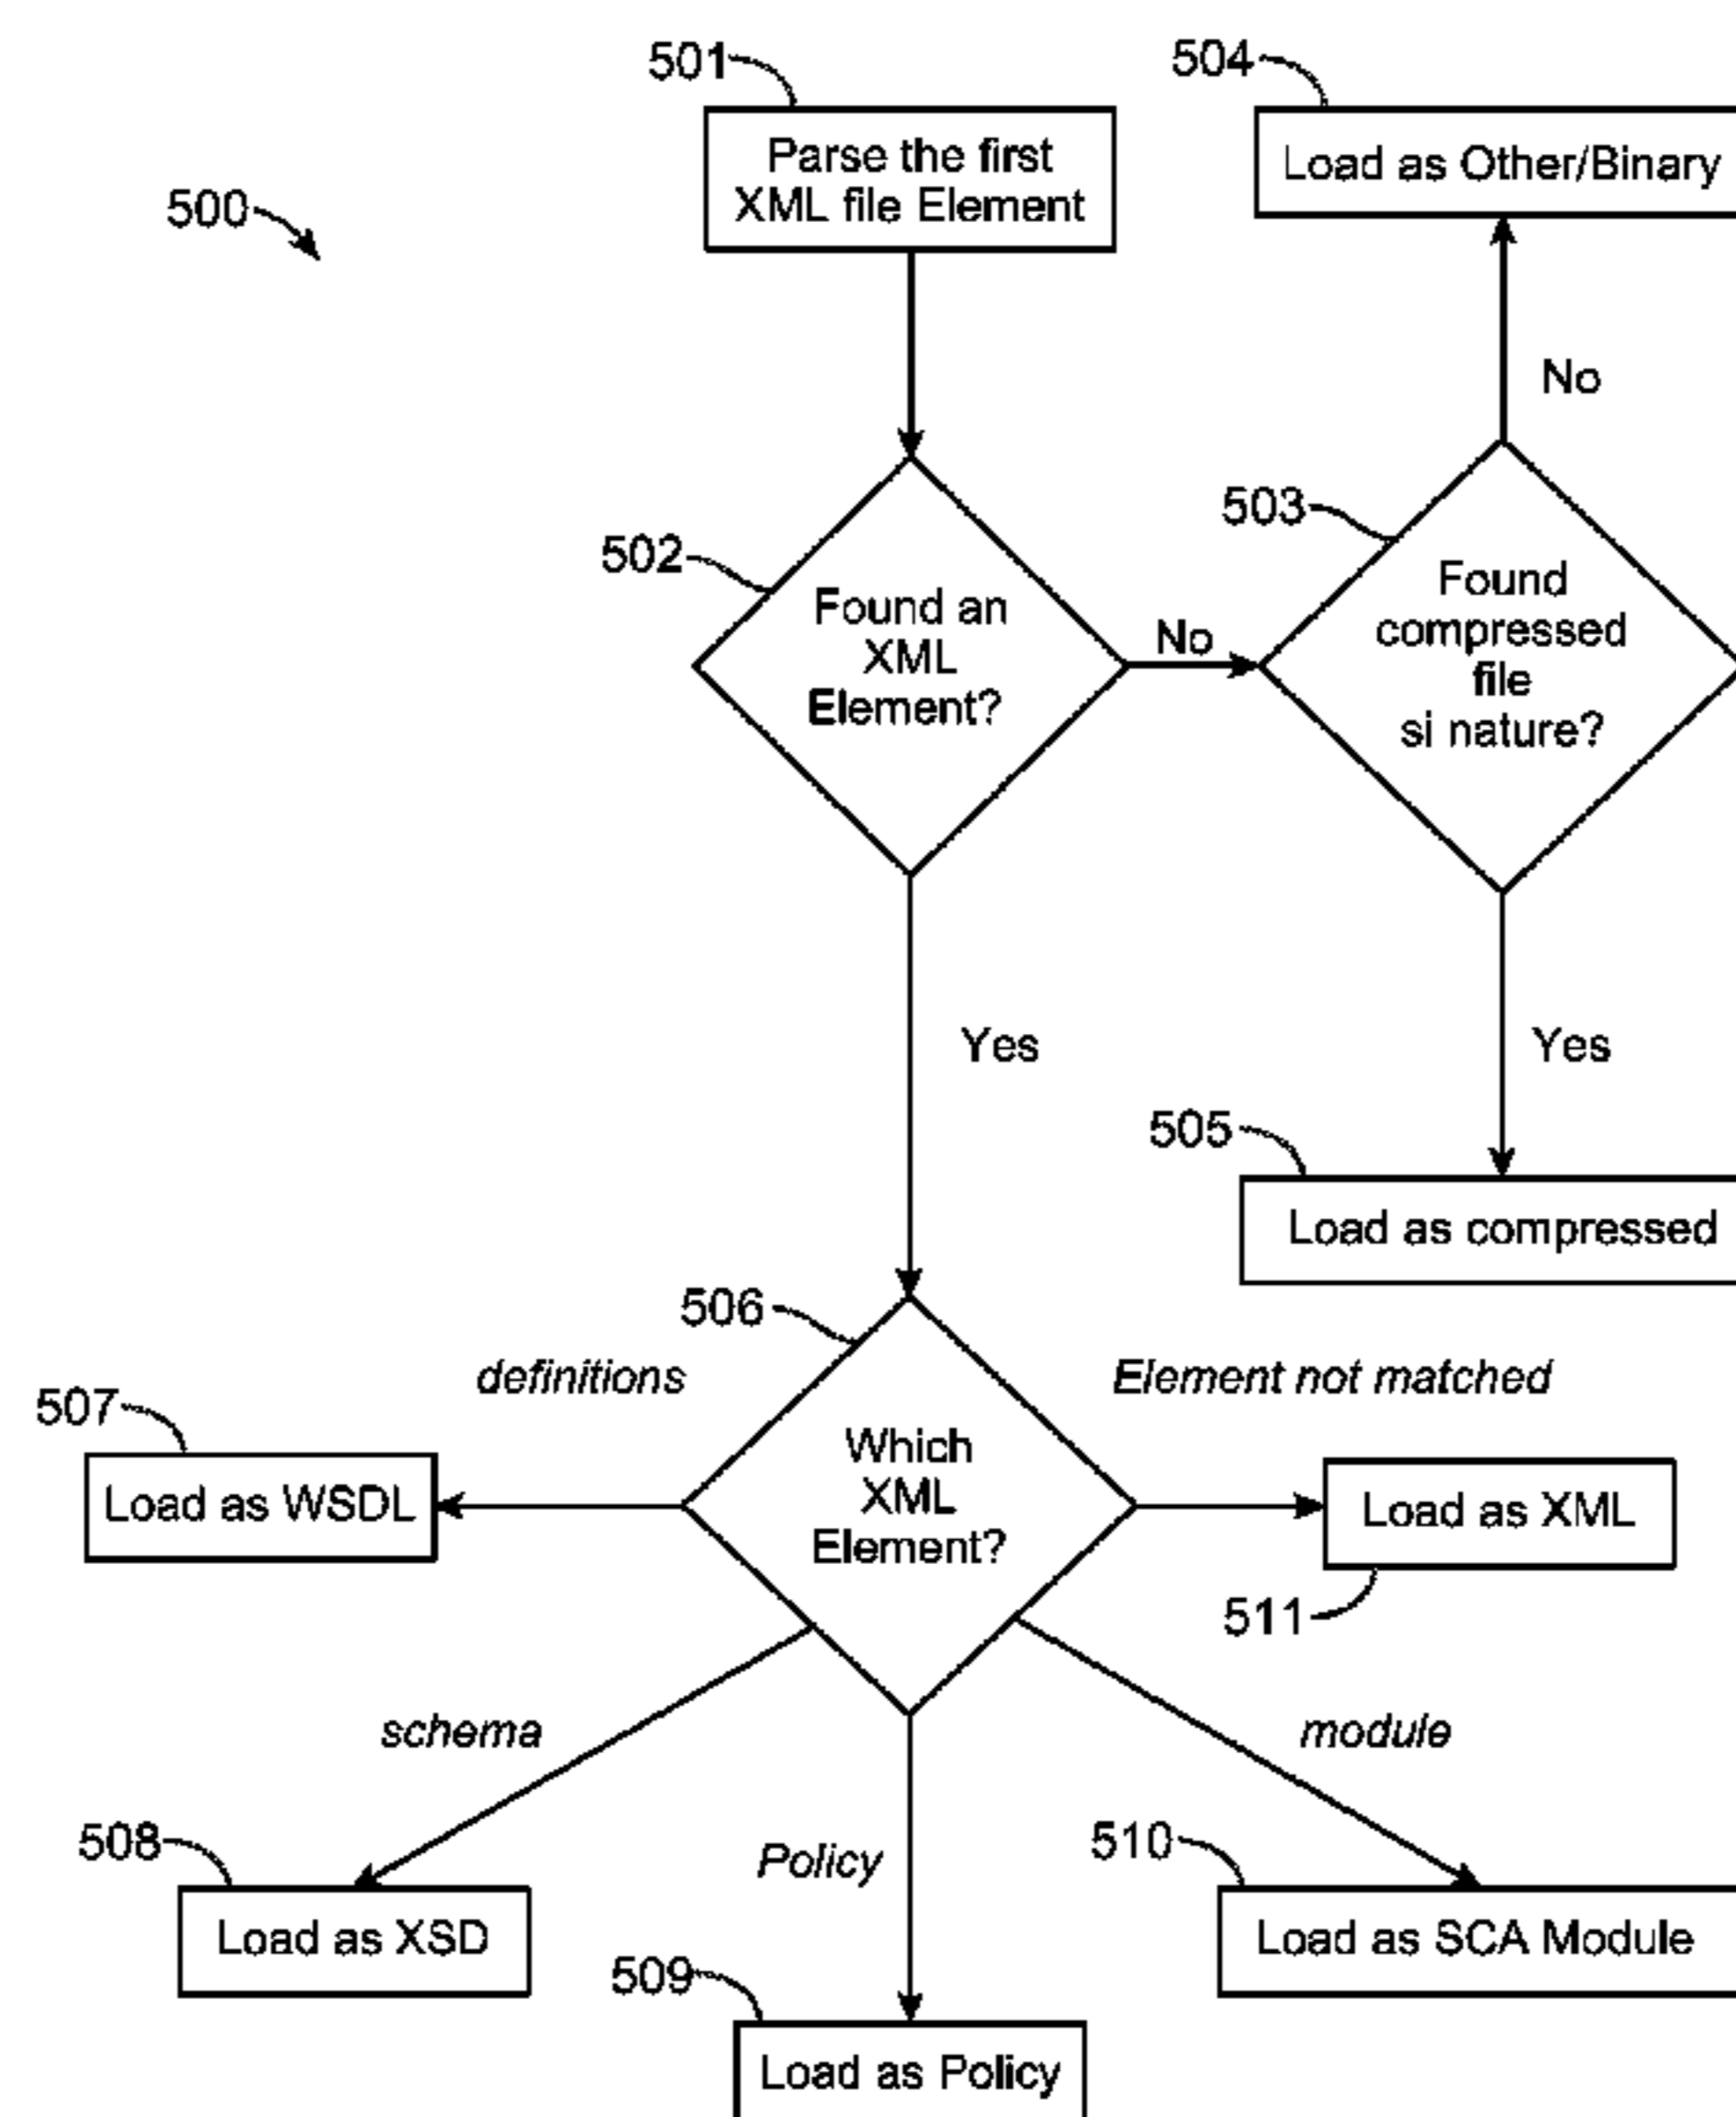 501
504
Parse the first
XML file Element
Load as Other/Binary
500
No
503
502
Found an
XML
Element?
No
Found
compressed
file
si nature?
Yes
Yes
505
Load as compressed
506
definitions
Element not matched
507
Load as WSDL
Which
XML
Element?
Load as XML
511
schema
module
508
Policy
510
Load as XSD
Load as SCA Module
509
Load as Policy